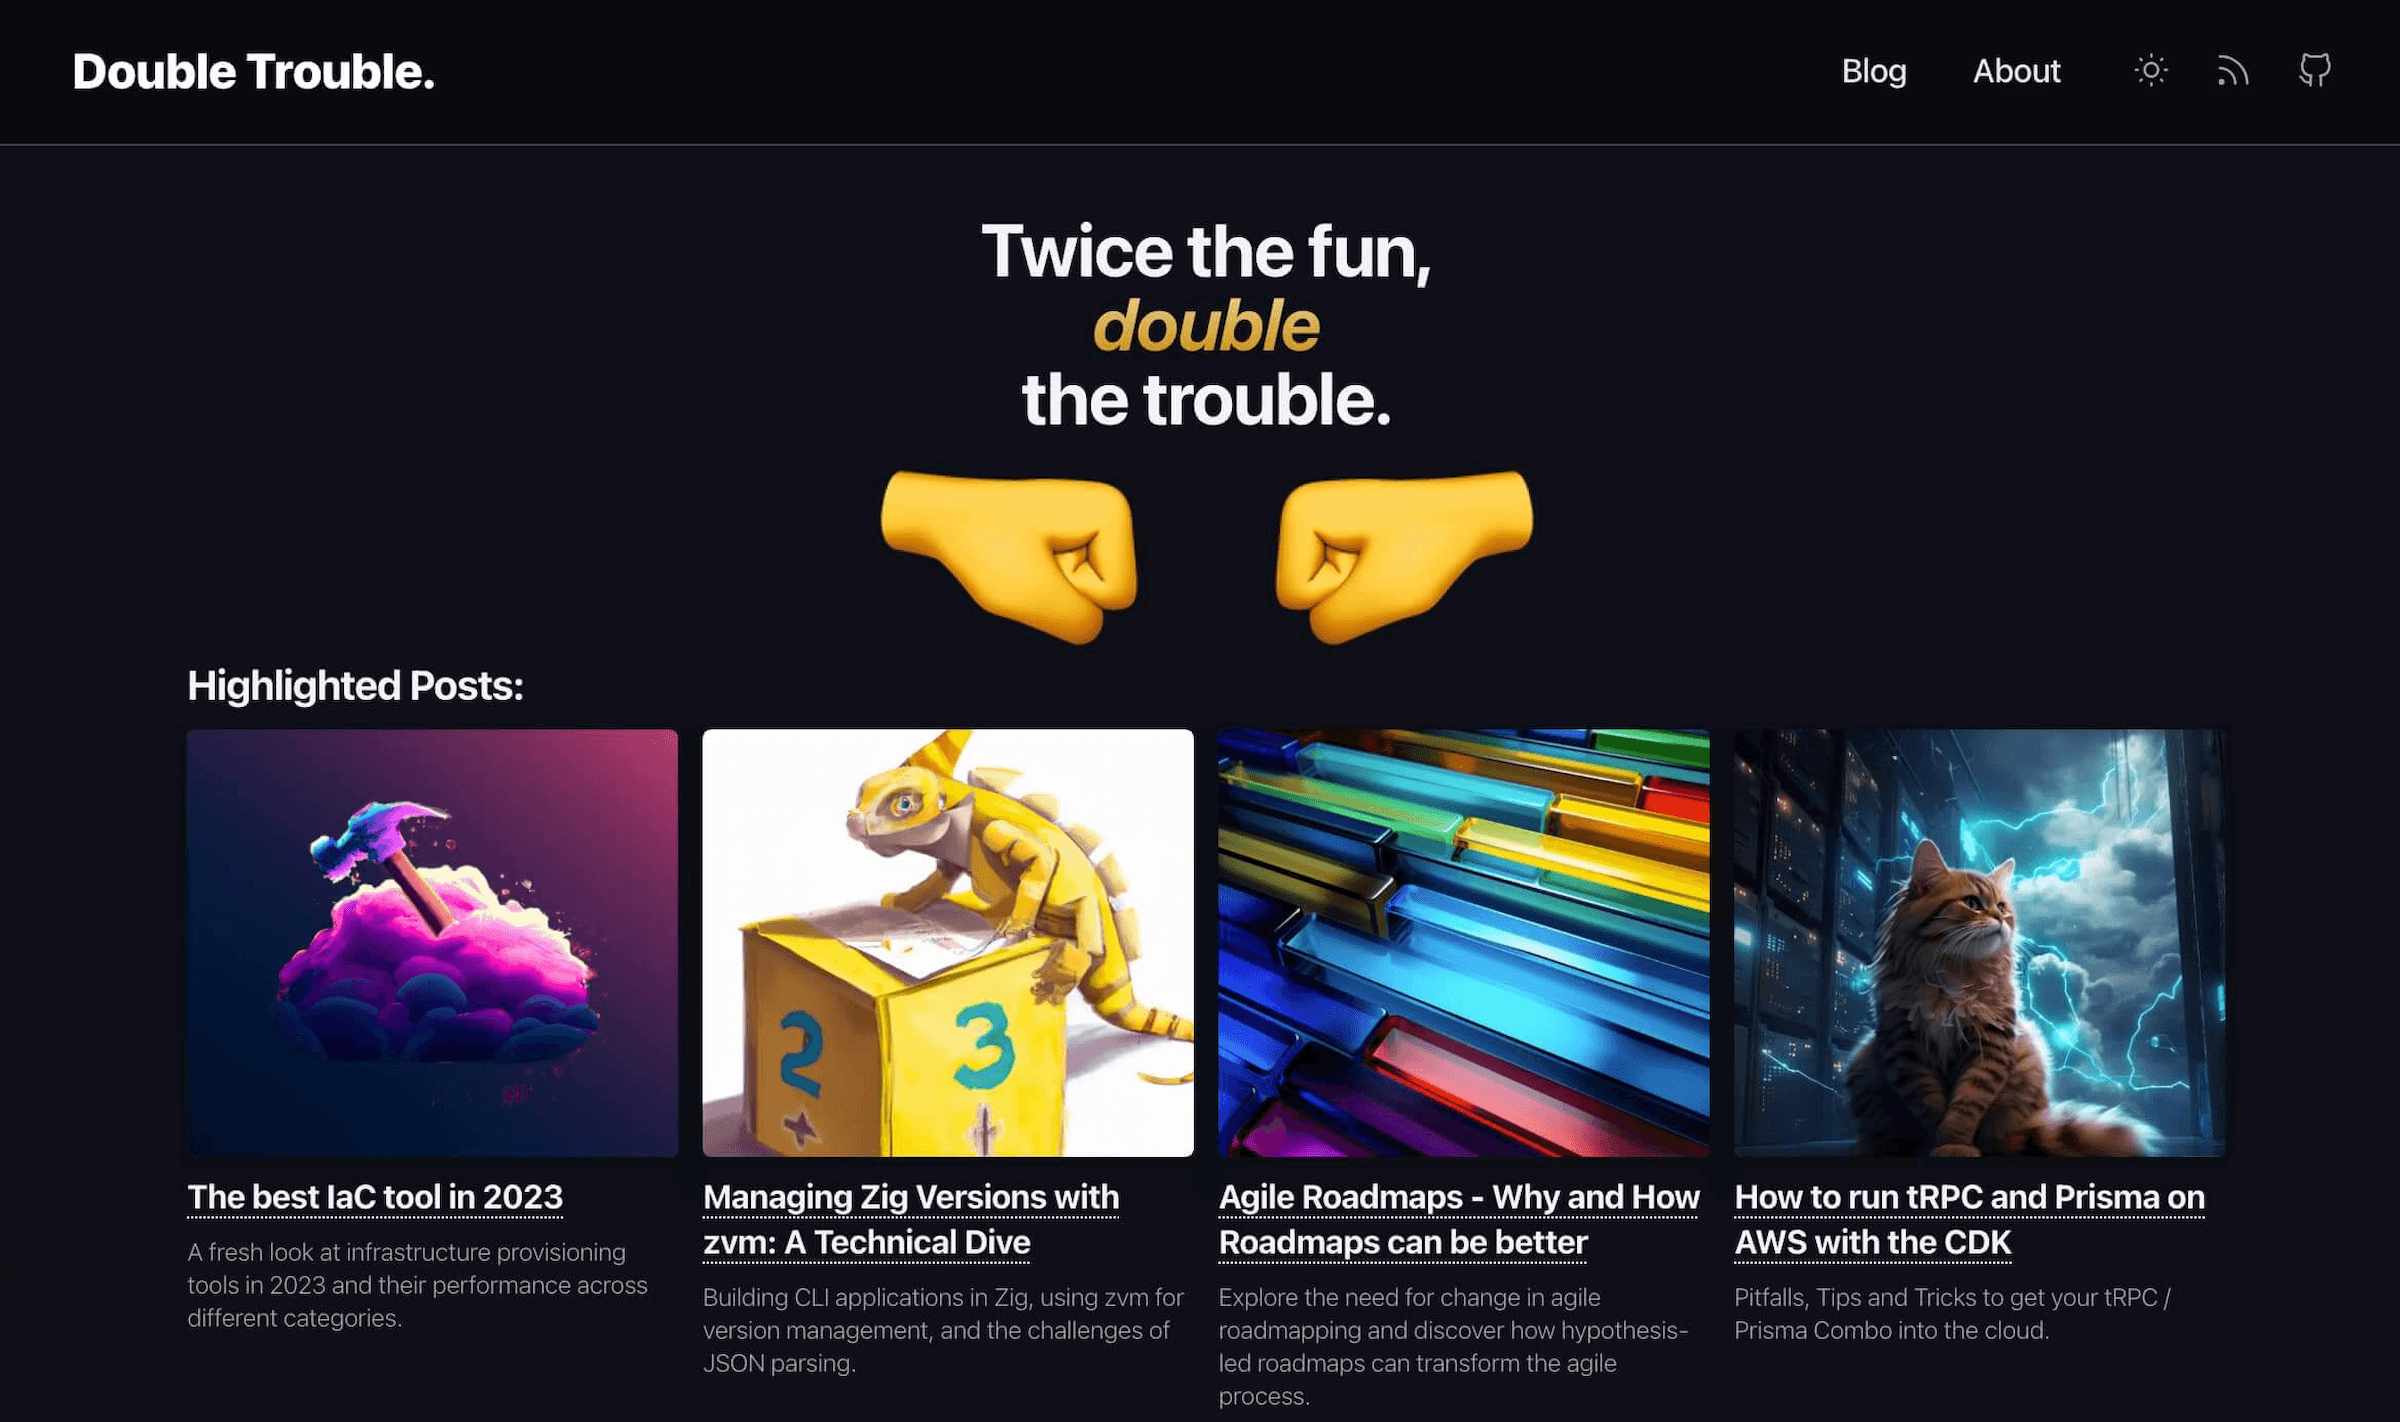 Double Trouble.
Blog
About
Twice the fun,
double
the trouble.
Highlighted Posts:
2
3
The best IaC tool in 2023
A fresh look at infrastructure provisioning
tools in 2023 and their performance across
different categories.
Managing Zig Versions with
zvm: A Technical Dive
Building CLI applications in Zig, using zvm for
version management, and the challenges of
JSON parsing.
Agile Roadmaps - Why and How
Roadmaps can be better
Explore the need for change in agile
roadmapping and discover how hypothesis-
led roadmaps can transform the agile
process.
How to run tRPC and Prisma on
AWS with the CDK
Pitfalls, Tips and Tricks to get your tRPC /
Prisma Combo into the cloud.